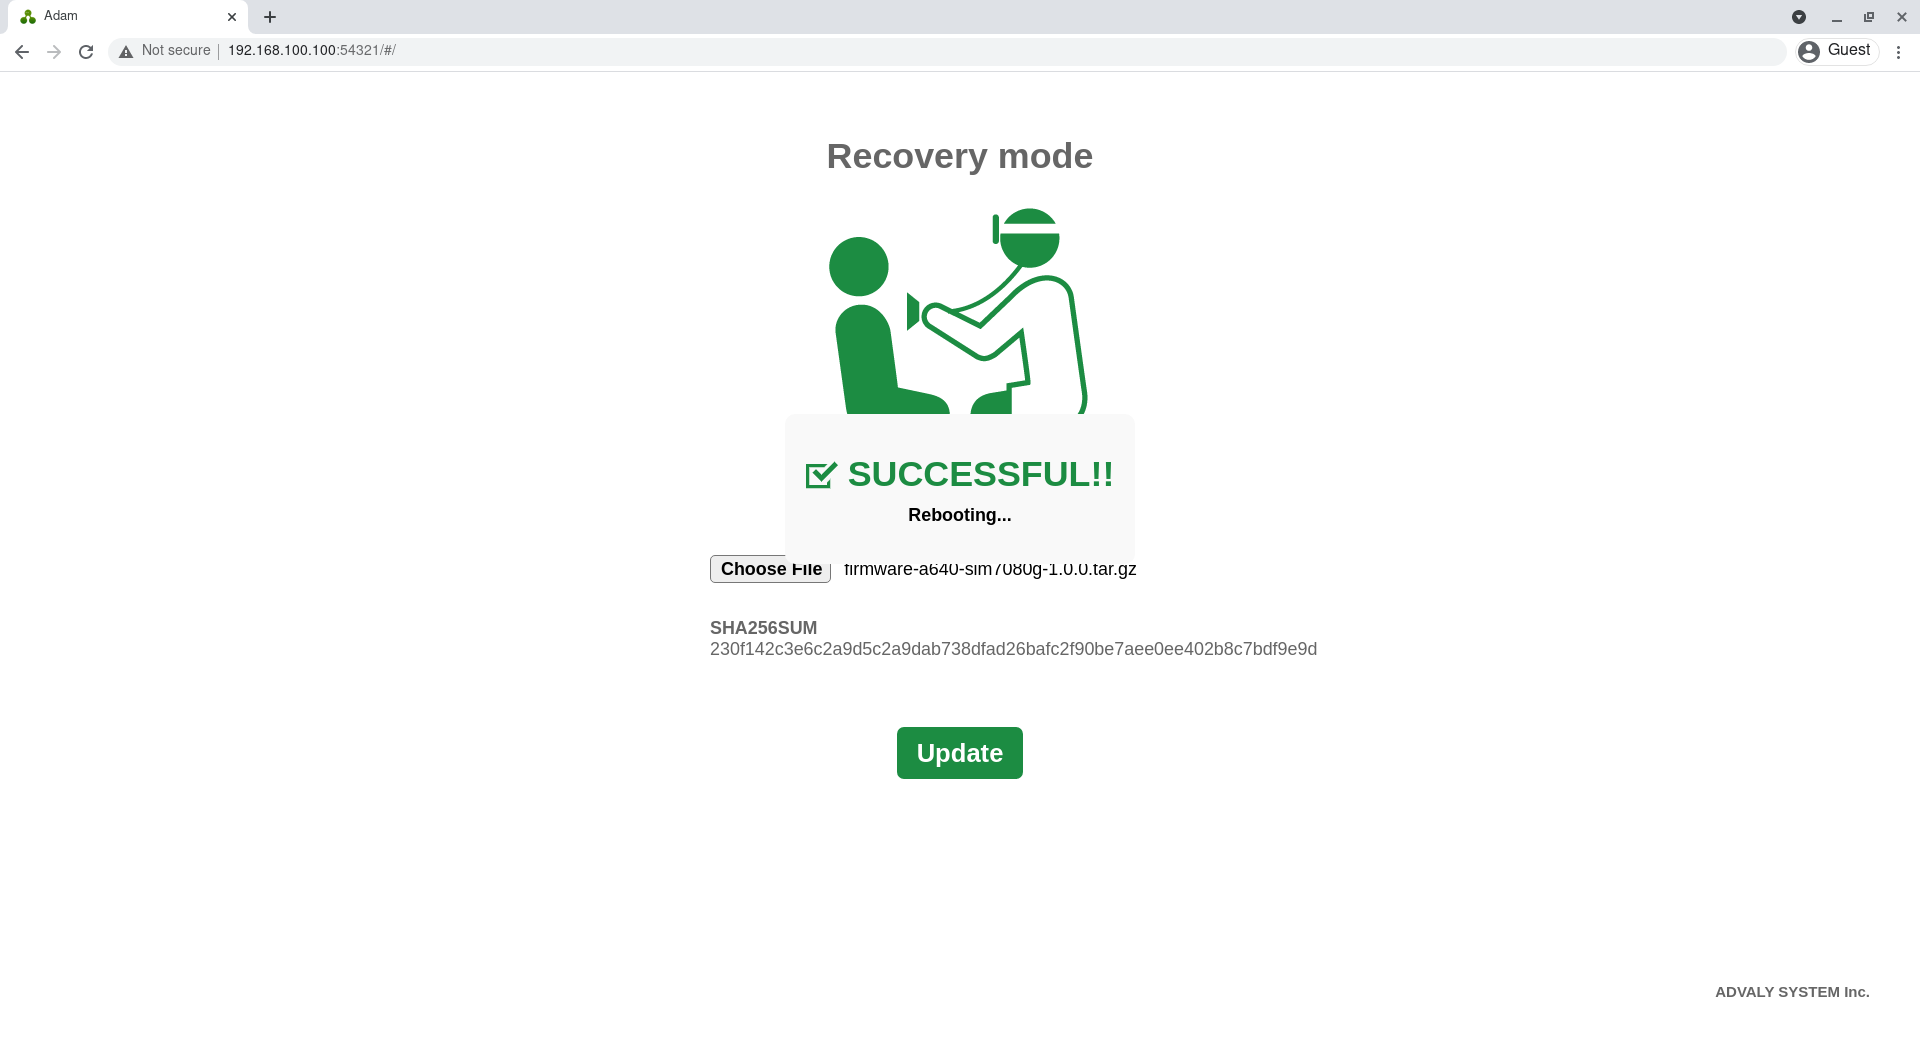 Adam
Not secure
192.168.100.100:54321/#/
Guest
Recovery mode
SUCCESSFUL!!
Rebooting...
Choose File firmware-a640-sim7080g-1.0.0.tar.gz
SHA256SUM
230f142c3e6c2a9d5c2a9dab738dfad26bafc2f90be7aee0ee402b8c7bdf9e9d
Update
ADVALY SYSTEM Inc.